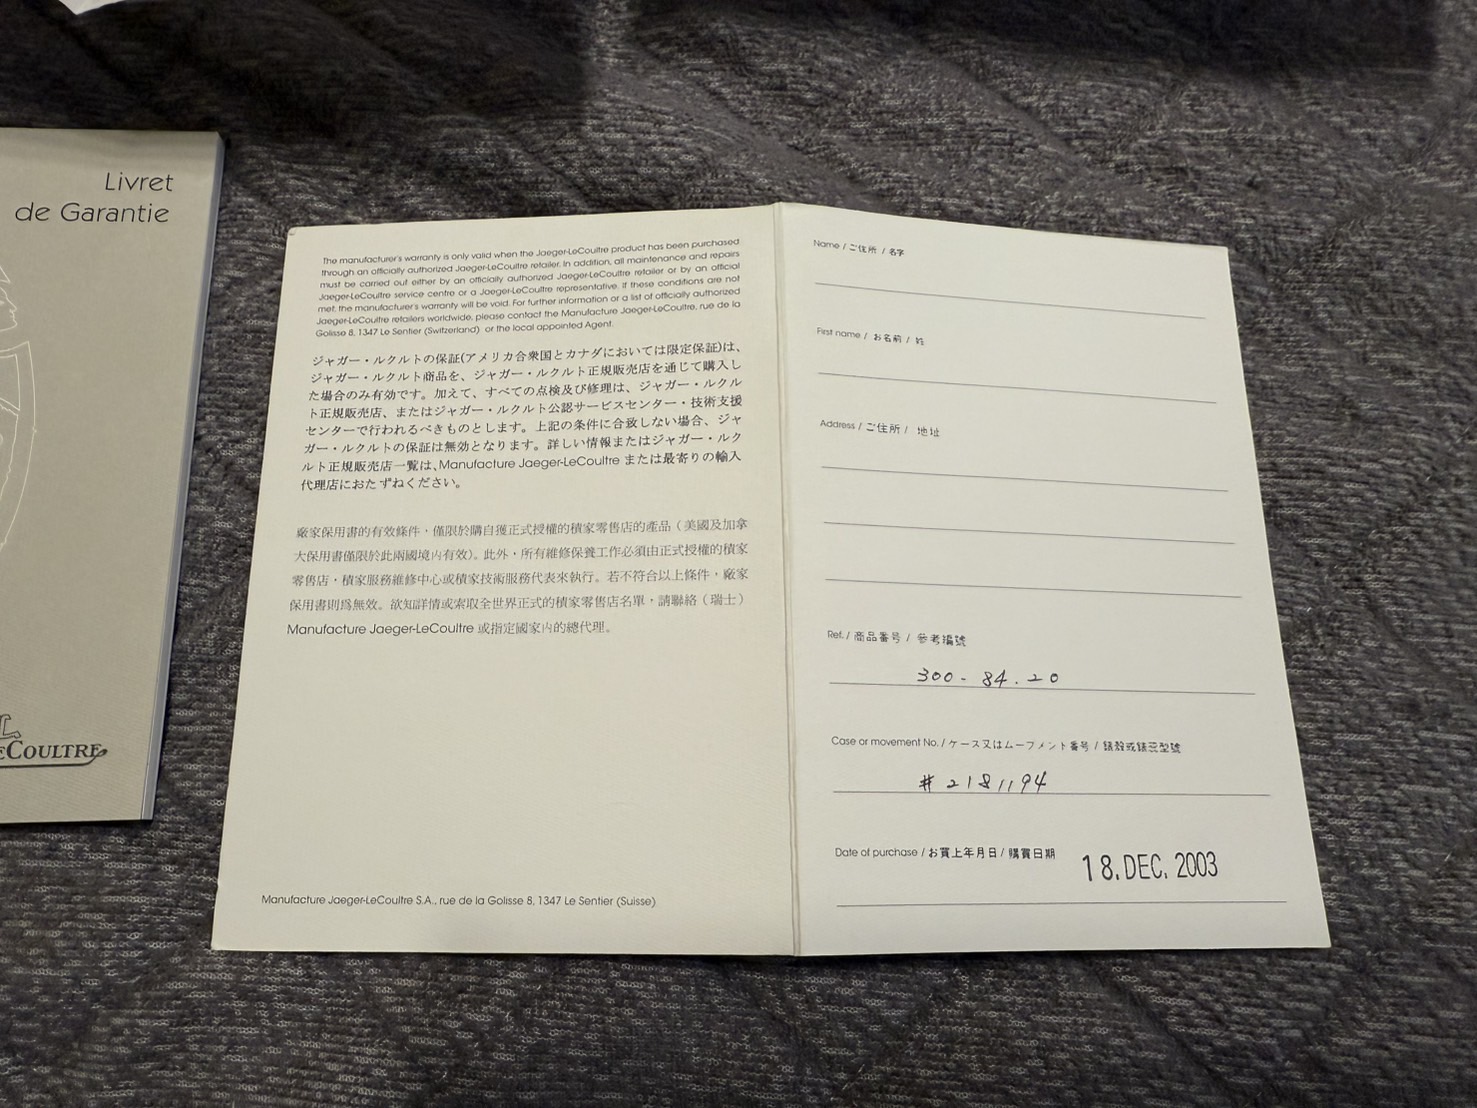 Livret
de Garantie
eCOULTRE
The manufacturer's warranty is only valid when the Jaeger-LeCoultre product has been purchased
through an officially authorized Jaeger-LeCoultre retailer. In addition, all maintenance and repairs
must be carried out either by an officially authorized Jaeger-LeCoultre retailer or by an official
Jaeger-LeCoultre service centre or a Jaeger-LeCoultre representative. If these conditions are not
met, the manufacturer's warranty will be void. For further information or a list of officially authorized
Jaeger-LeCoultre retailers worldwide, please contact the Manufacture Jaeger-LeCoultre, rue de la
Golisse 8, 1347 Le Sentier (Switzerland) or the local appointed Agent.
ジャガー・ルクルトの保証(アメリカ合衆国とカナダにおいては限定保証)は、
ジャガー・ルクルト商品を、ジャガー・ルクルト正規販売店を通じて購入し
た場合のみ有効です。加えて、すべての点検及び修理は、ジャガー・ルクル
ト正規販売店、またはジャガー・ルクルト公認サービスセンター・技術支援
センターで行われるべきものとします。上記の条件に合致しない場合、ジャ
ガー・ルクルトの保証は無効となります。詳しい情報またはジャガー・ルク
ルト正規販売店一覧は、Manufacture Jaeger-LeCoultre または最寄りの輸入
代理店におたずねください。
廠家保用書的有效條件，僅限於購自獲正式授權的積家零售店的產品（美國及加拿
大保用書僅限於此兩國境内有效）。此外，所有維修保養工作必須由正式授權的積家
零售店，積家服務維修中心或積家技術服務代表來執行。若不符合以上條件，廠家
保用書則爲無效。欲知詳情或索取全世界正式的積家零售店名單，請聯絡（瑞士）
Manufacture Jaeger-LeCoultre 或指定國家内的總代理。
Manufacture Jaeger-LeCoultre S.A., rue de la Golisse 8, 1347 Le Sentier (Suisse)
Name / ご住所 / 名字
First name / お名前 / 姓
Address / ご住所 / 地址
Ref. / 商品番号 / 參考編號
300 - 84 . 20
Case or movement No. / ケース又はムーブメント番号 / 錶殼或錶芯型號
# 2181194
Date of purchase / お買上年月日 / 購買日期
18. DEC. 2003